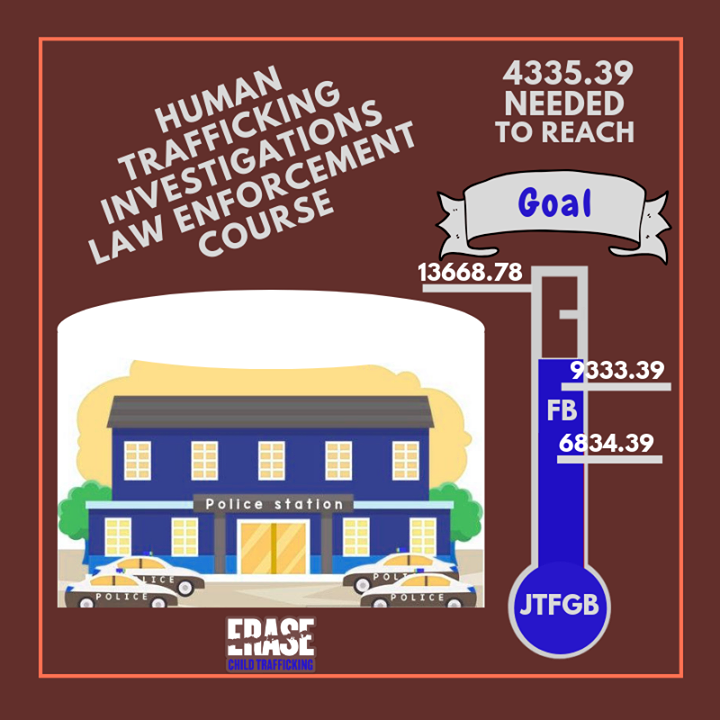 HUMAN
TRAFFICKING
INVESTIGATIONS
LAW ENFORCEMENT
COURSE
4335.39
NEEDED
TO REACH
Goal
13668.78
9333.39
FB
6834.39
JTFGB
Police station
POLICE
POLICE
POLICE
POLICE
ERASE
CHILD TRAFFICKING